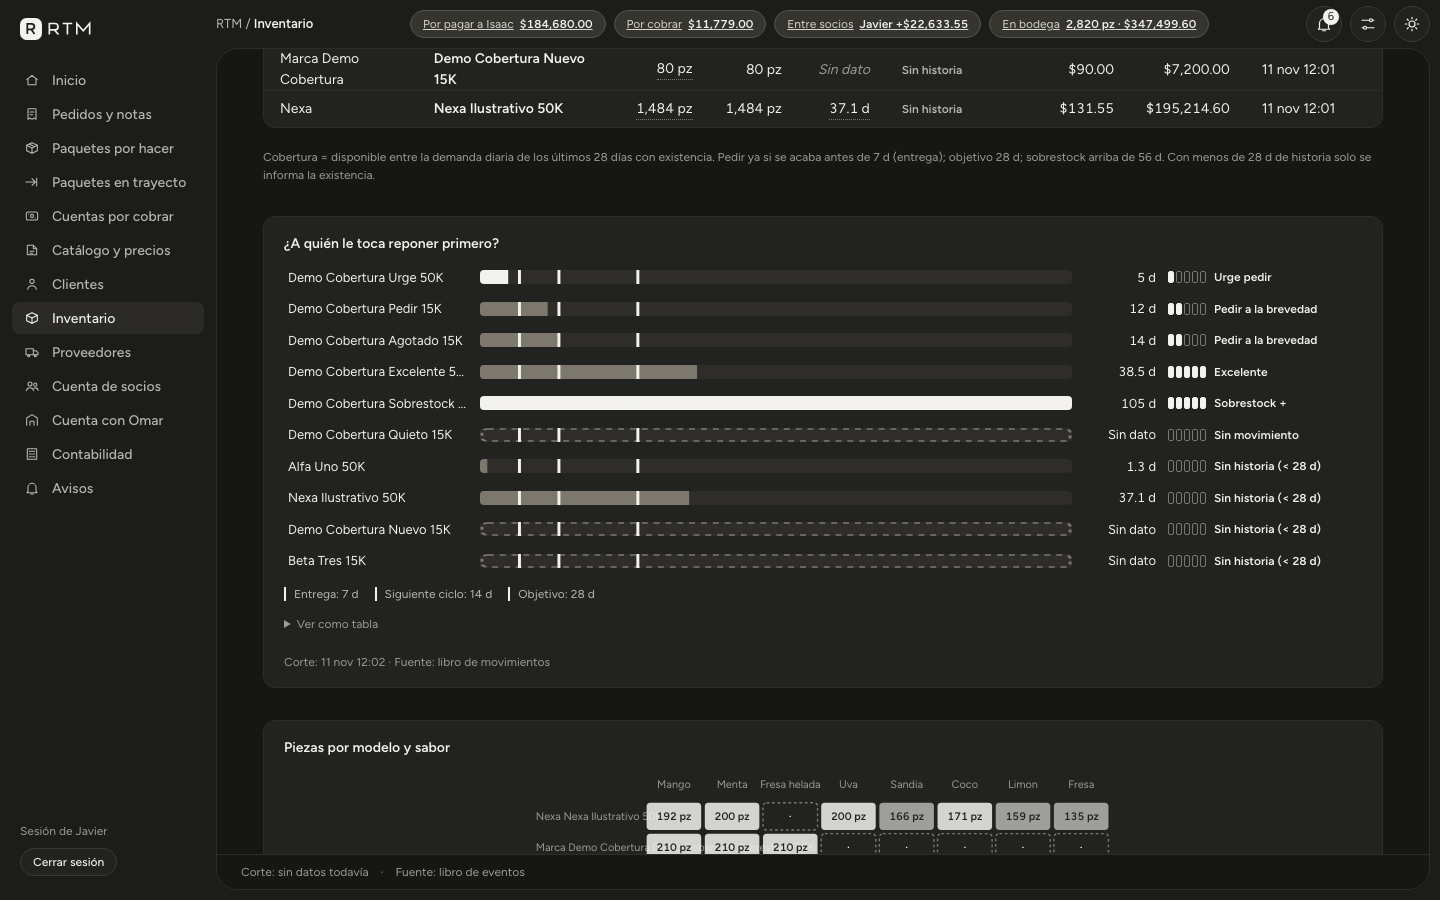 R RTM
RTM / Inventario
Por pagar a Isaac $184,680.00
Por cobrar $11,779.00
Entre socios Javier +$22,633.55
En bodega 2,820 pz · $347,499.60
6
Inicio
Pedidos y notas
Paquetes por hacer
Paquetes en trayecto
Cuentas por cobrar
Catálogo y precios
Clientes
Inventario
Proveedores
Cuenta de socios
Cuenta con Omar
Contabilidad
Avisos
Sesión de Javier
Cerrar sesión
Marca Demo Cobertura Demo Cobertura Nuevo 15K 80 pz 80 pz Sin dato Sin historia $90.00 $7,200.00 11 nov 12:01
Nexa Nexa Ilustrativo 50K 1,484 pz 1,484 pz 37.1 d Sin historia $131.55 $195,214.60 11 nov 12:01
Cobertura = disponible entre la demanda diaria de los últimos 28 días con existencia. Pedir ya si se acaba antes de 7 d (entrega); objetivo 28 d; sobrestock arriba de 56 d. Con menos de 28 d de historia solo se
informa la existencia.
¿A quién le toca reponer primero?
Demo Cobertura Urge 50K 5 d Urge pedir
Demo Cobertura Pedir 15K 12 d Pedir a la brevedad
Demo Cobertura Agotado 15K 14 d Pedir a la brevedad
Demo Cobertura Excelente 5... 38.5 d Excelente
Demo Cobertura Sobrestock ... 105 d Sobrestock +
Demo Cobertura Quieto 15K Sin dato Sin movimiento
Alfa Uno 50K 1.3 d Sin historia (< 28 d)
Nexa Ilustrativo 50K 37.1 d Sin historia (< 28 d)
Demo Cobertura Nuevo 15K Sin dato Sin historia (< 28 d)
Beta Tres 15K Sin dato Sin historia (< 28 d)
Entrega: 7 d Siguiente ciclo: 14 d Objetivo: 28 d
Ver como tabla
Corte: 11 nov 12:02 · Fuente: libro de movimientos
Piezas por modelo y sabor
Mango Menta Fresa helada Uva Sandia Coco Limon Fresa
Nexa Nexa Ilustrativo 192 pz 200 pz · 200 pz 166 pz 171 pz 159 pz 135 pz
Marca Demo Cobertura 210 pz 210 pz 210 pz · · · · ·
Corte: sin datos todavía · Fuente: libro de eventos